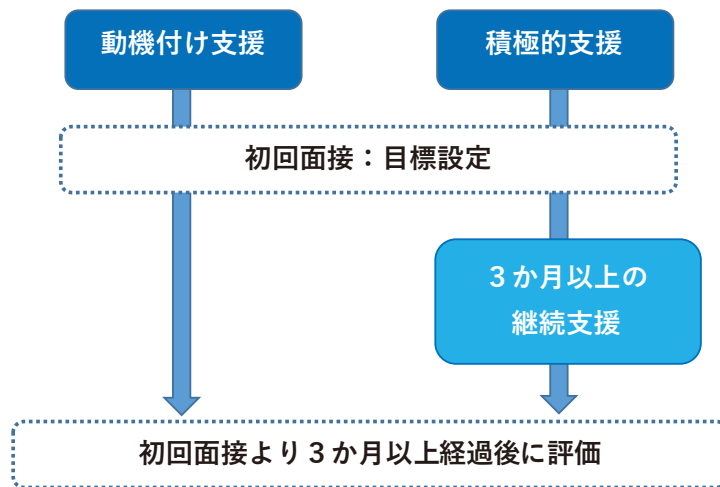 動機付け支援
積極的支援
初回面接：目標設定
３か月以上の
継続支援
初回面接より３か月以上経過後に評価